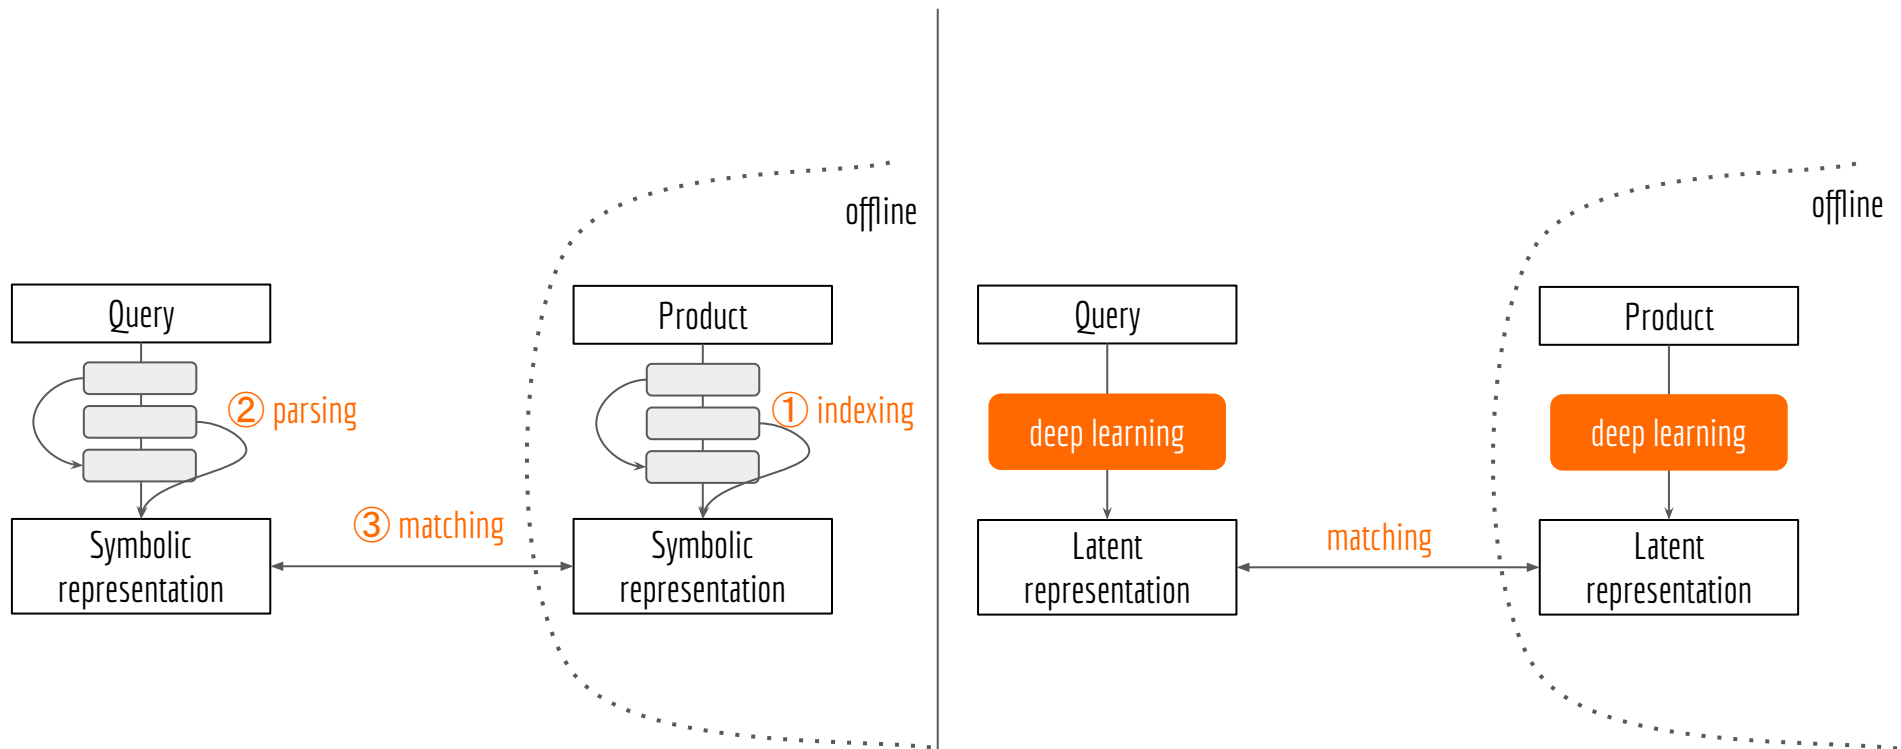 offline
Query
Product
② parsing
① indexing
③ matching
Symbolic
representation
Symbolic
representation
offline
Query
Product
deep learning
deep learning
matching
Latent
representation
Latent
representation